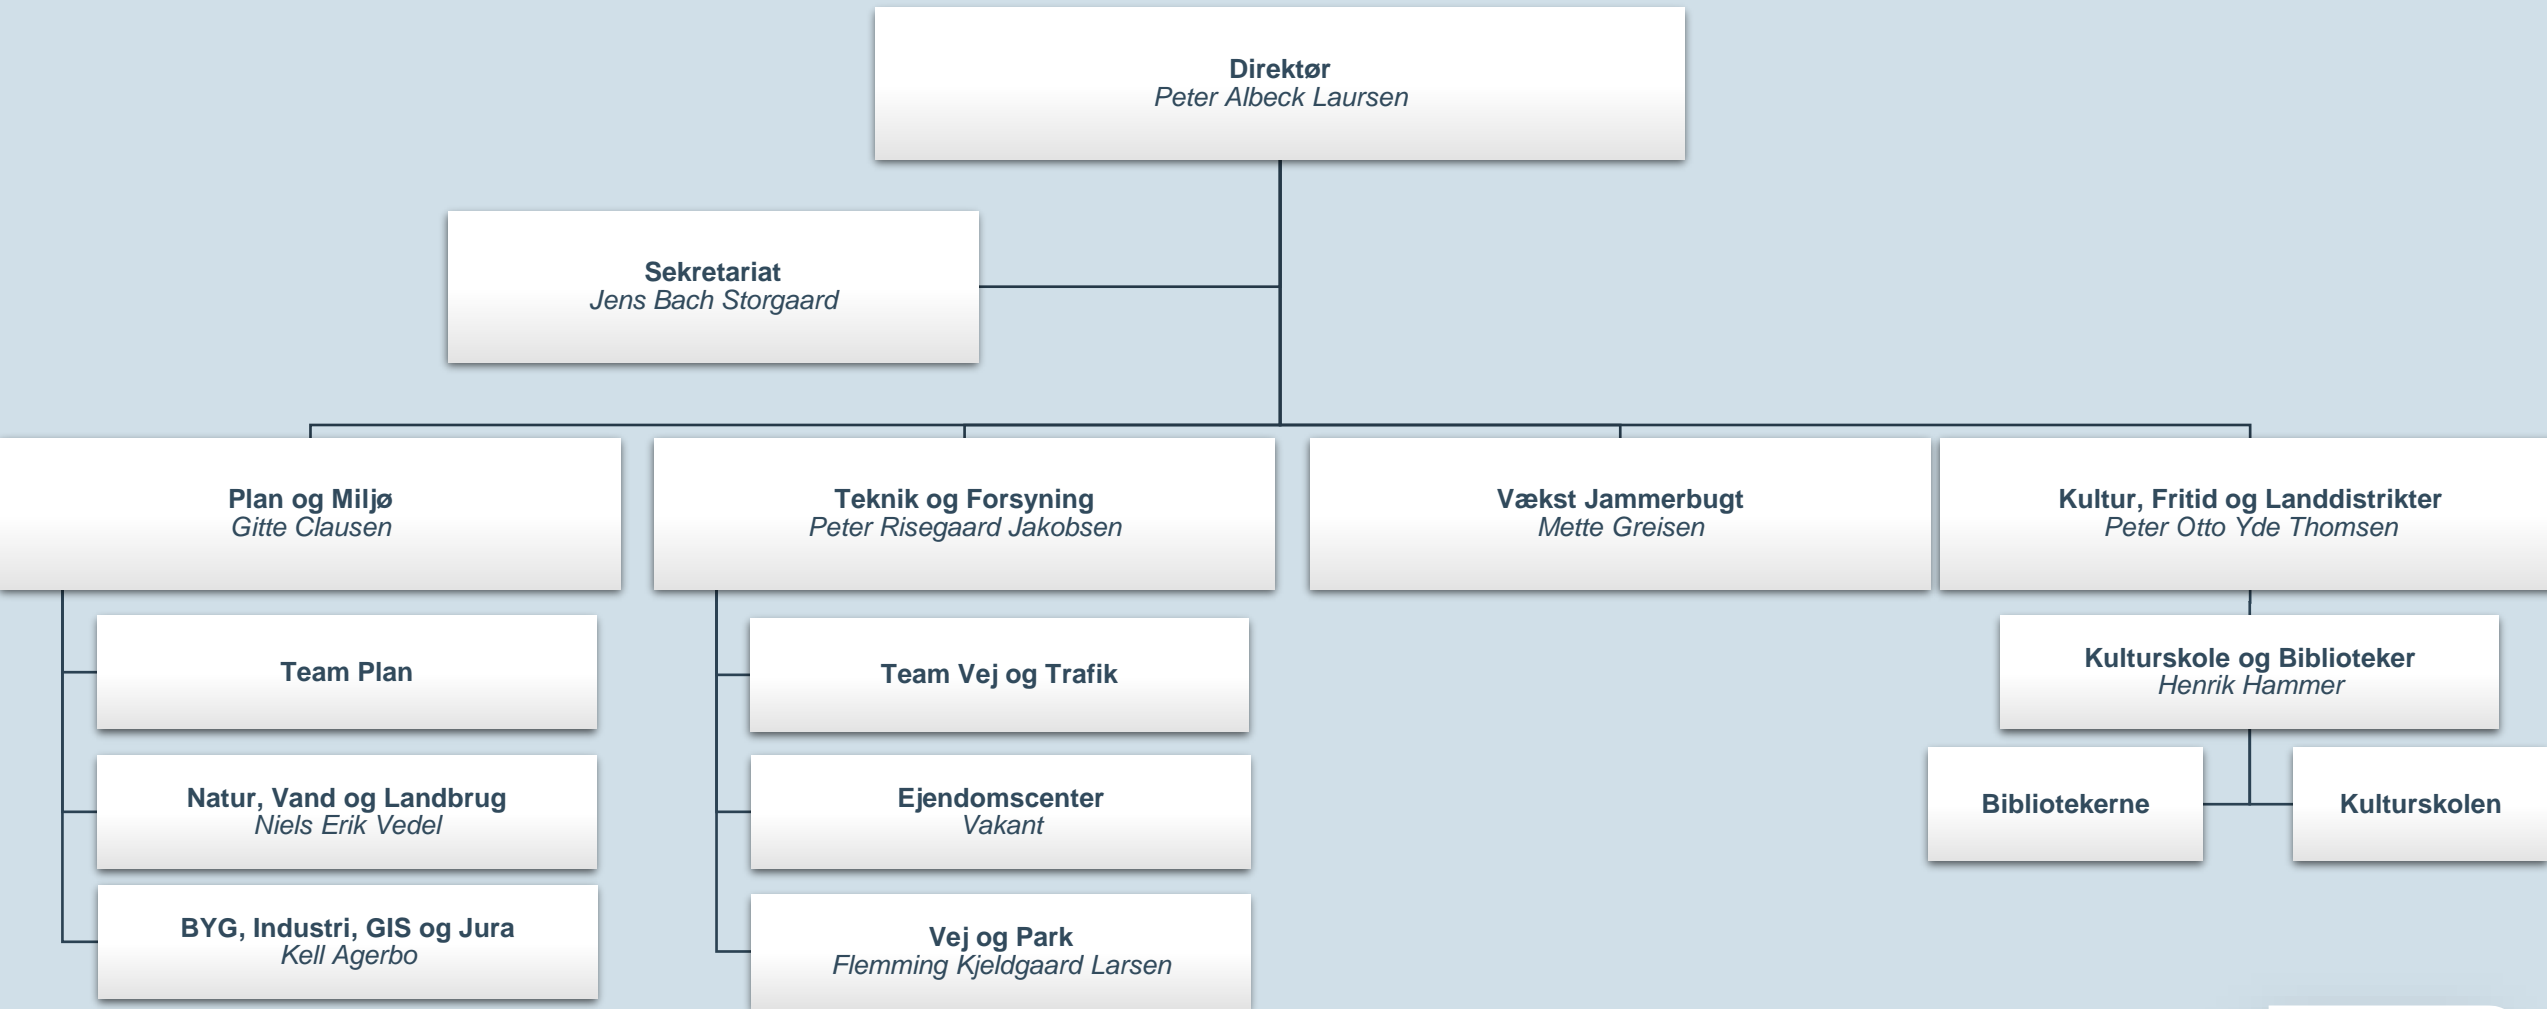 Direktør
Peter Albeck Laursen
Sekretariat
Jens Bach Storgaard
Plan og Miljø
Gitte Clausen
Teknik og Forsyning
Peter Risegaard Jakobsen
Vækst Jammerbugt
Mette Greisen
Kultur, Fritid og Landdistrikter
Peter Otto Yde Thomsen
Team Plan
Natur, Vand og Landbrug
Niels Erik Vedel
BYG, Industri, GIS og Jura
Kell Agerbo
Team Vej og Trafik
Ejendomscenter
Vakant
Vej og Park
Flemming Kjeldgaard Larsen
Kulturskole og Biblioteker
Henrik Hammer
Bibliotekerne
Kulturskolen